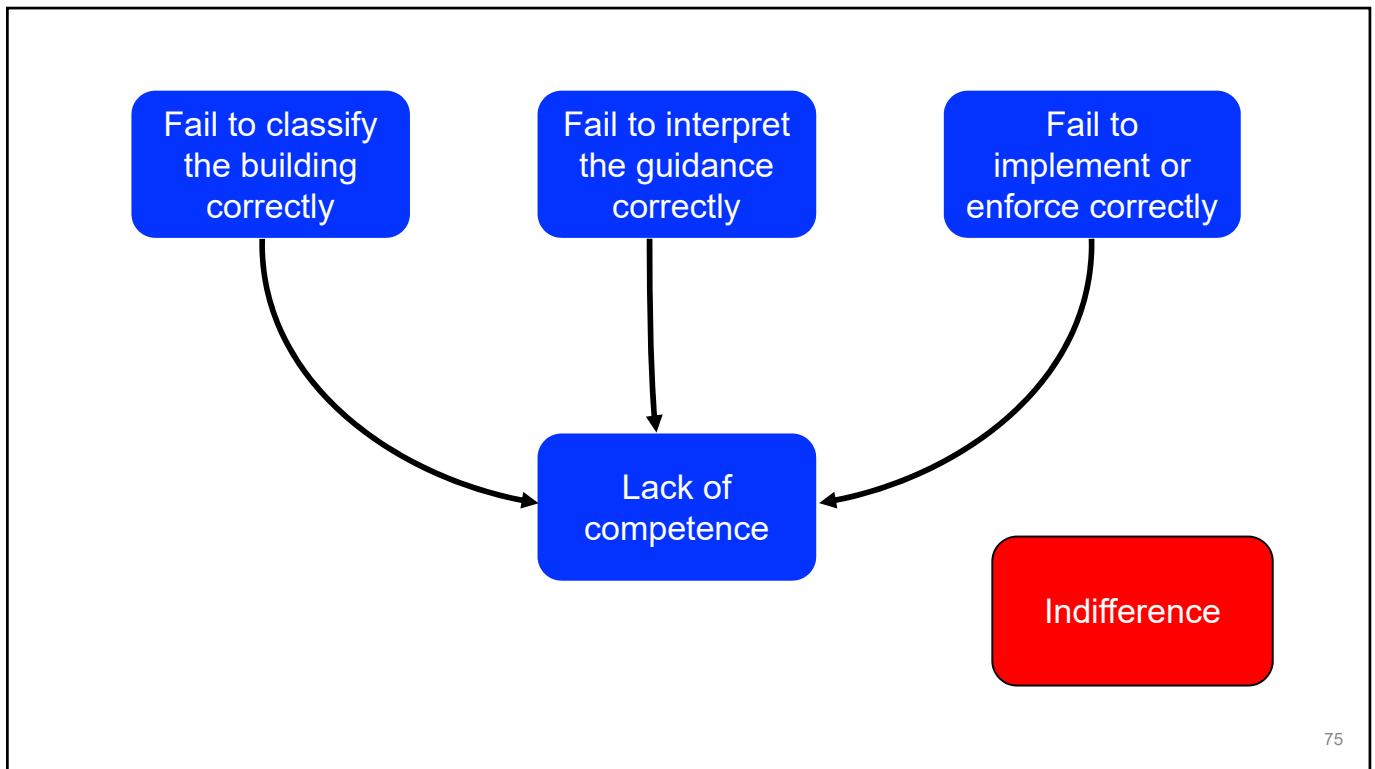 Fail to classify
the building
correctly
Fail to interpret
the guidance
correctly
Fail to
implement or
enforce correctly
Lack of
competence
Indifference
75